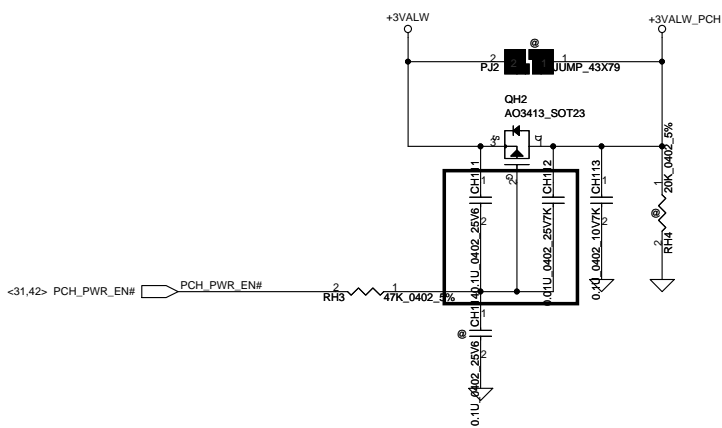 +3VALW
+3VALW_PCH
@
2
1
PJ2
2
1
JUMP_43X79
QH2
AO3413_SOT23
S
3
D
1
G
2
CH111
1
2
0.1U_0402_25V6
CH112
1
2
0.01U_0402_25V7K
CH113
1
2
0.1U_0402_10V7K
20K_0402_5%
1
@
2
RH4
<31,42> PCH_PWR_EN#
PCH_PWR_EN#
2
1
RH3
47K_0402_5%
CH114
1
@
2
0.1U_0402_25V6